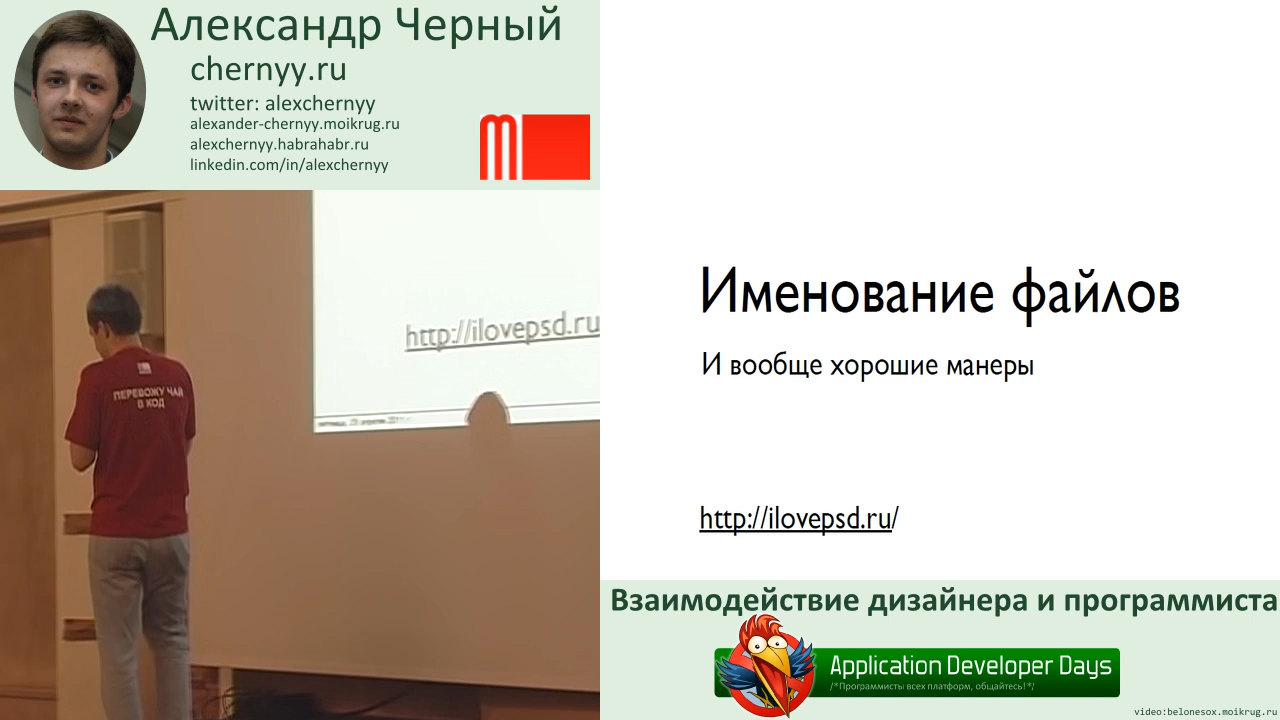 Александр Черный
chernyy.ru
twitter: alexchernyy
alexander-chernyy.moikrug.ru
alexchernyy.habrahabr.ru
linkedin.com/in/alexchernyy
ПЕРЕВОЖУ ЧАЙ
В КОД
http://ilovepsd.ru
Именование файлов
И вообще хорошие манеры
http://ilovepsd.ru/
Взаимодействие дизайнера и программиста
Application Developer Days
/*Программисты всех платформ, общайтесь!*/
video:belonesox.moikrug.ru